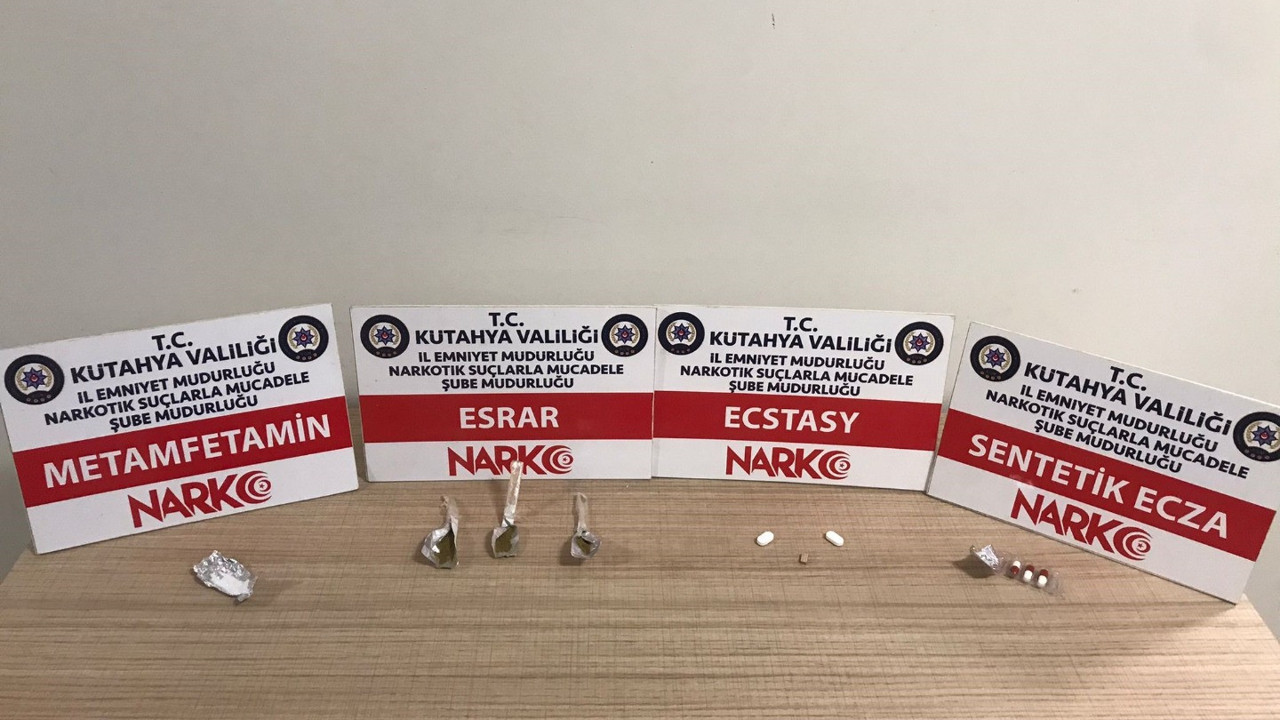 T.C.
KUTAHYA VALILIĞI
IL EMNIYET MUDURLUĞU
NARKOTIK SUÇLARLA MUCADELE
ŞUBE MUDURLUĞU
METAMFETAMİN
NARKO
T.C.
KUTAHYA VALILIĞI
IL EMNIYET MUDURLUĞU
NARKOTIK SUÇLARLA MUCADELE
ŞUBE MUDURLUĞU
ESRAR
NARKO
T.C.
KUTAHYA VALILIĞI
IL EMNIYET MUDURLUĞU
NARKOTIK SUÇLARLA MUCADELE
ŞUBE MUDURLUĞU
ECSTASY
NARKO
T.C.
KUTAHYA VALILIĞI
IL EMNIYET MUDURLUĞU
NARKOTIK SUÇLARLA MUCADELE
ŞUBE MUDURLUĞU
SENTETİK ECZA
NARKO